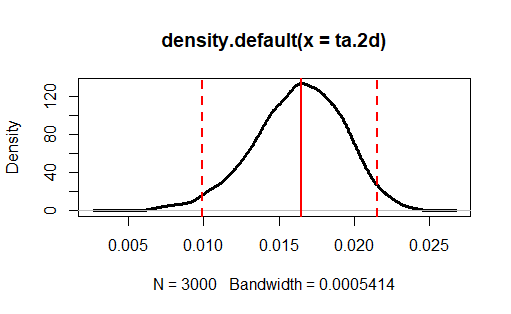 density.default(x = ta.2d)
Density
0
40
80
120
0.005 0.010 0.015 0.020 0.025
N = 3000 Bandwidth = 0.0005414